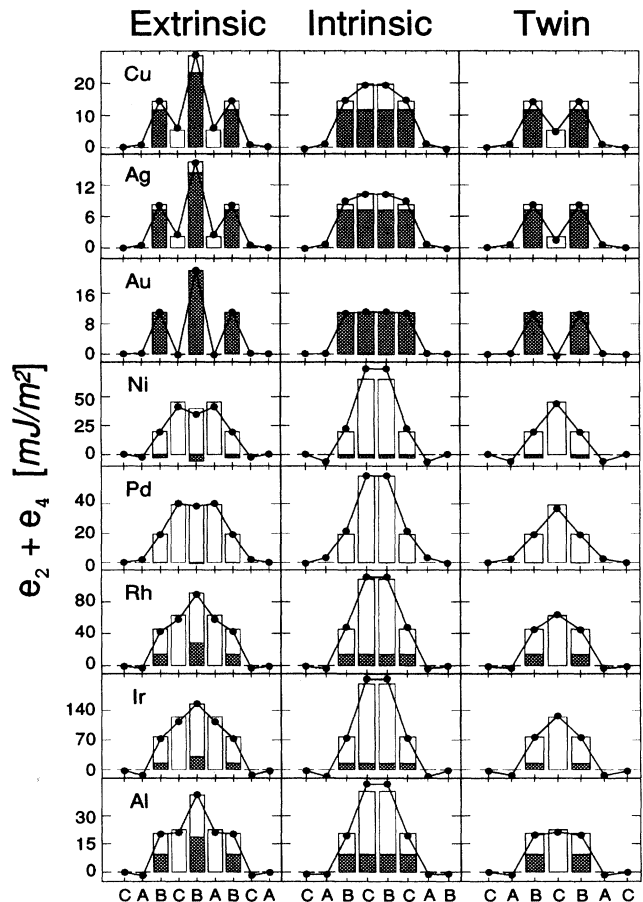 Extrinsic Intrinsic Twin
e₂ + e₄ [mJ/m²]
Cu
20
10
0
Ag
12
6
0
Au
16
8
0
Ni
50
25
0
Pd
40
20
0
Rh
80
40
0
Ir
140
70
0
Al
30
15
0
C A B C B A B C A C A B C B C A B C A B C B A C